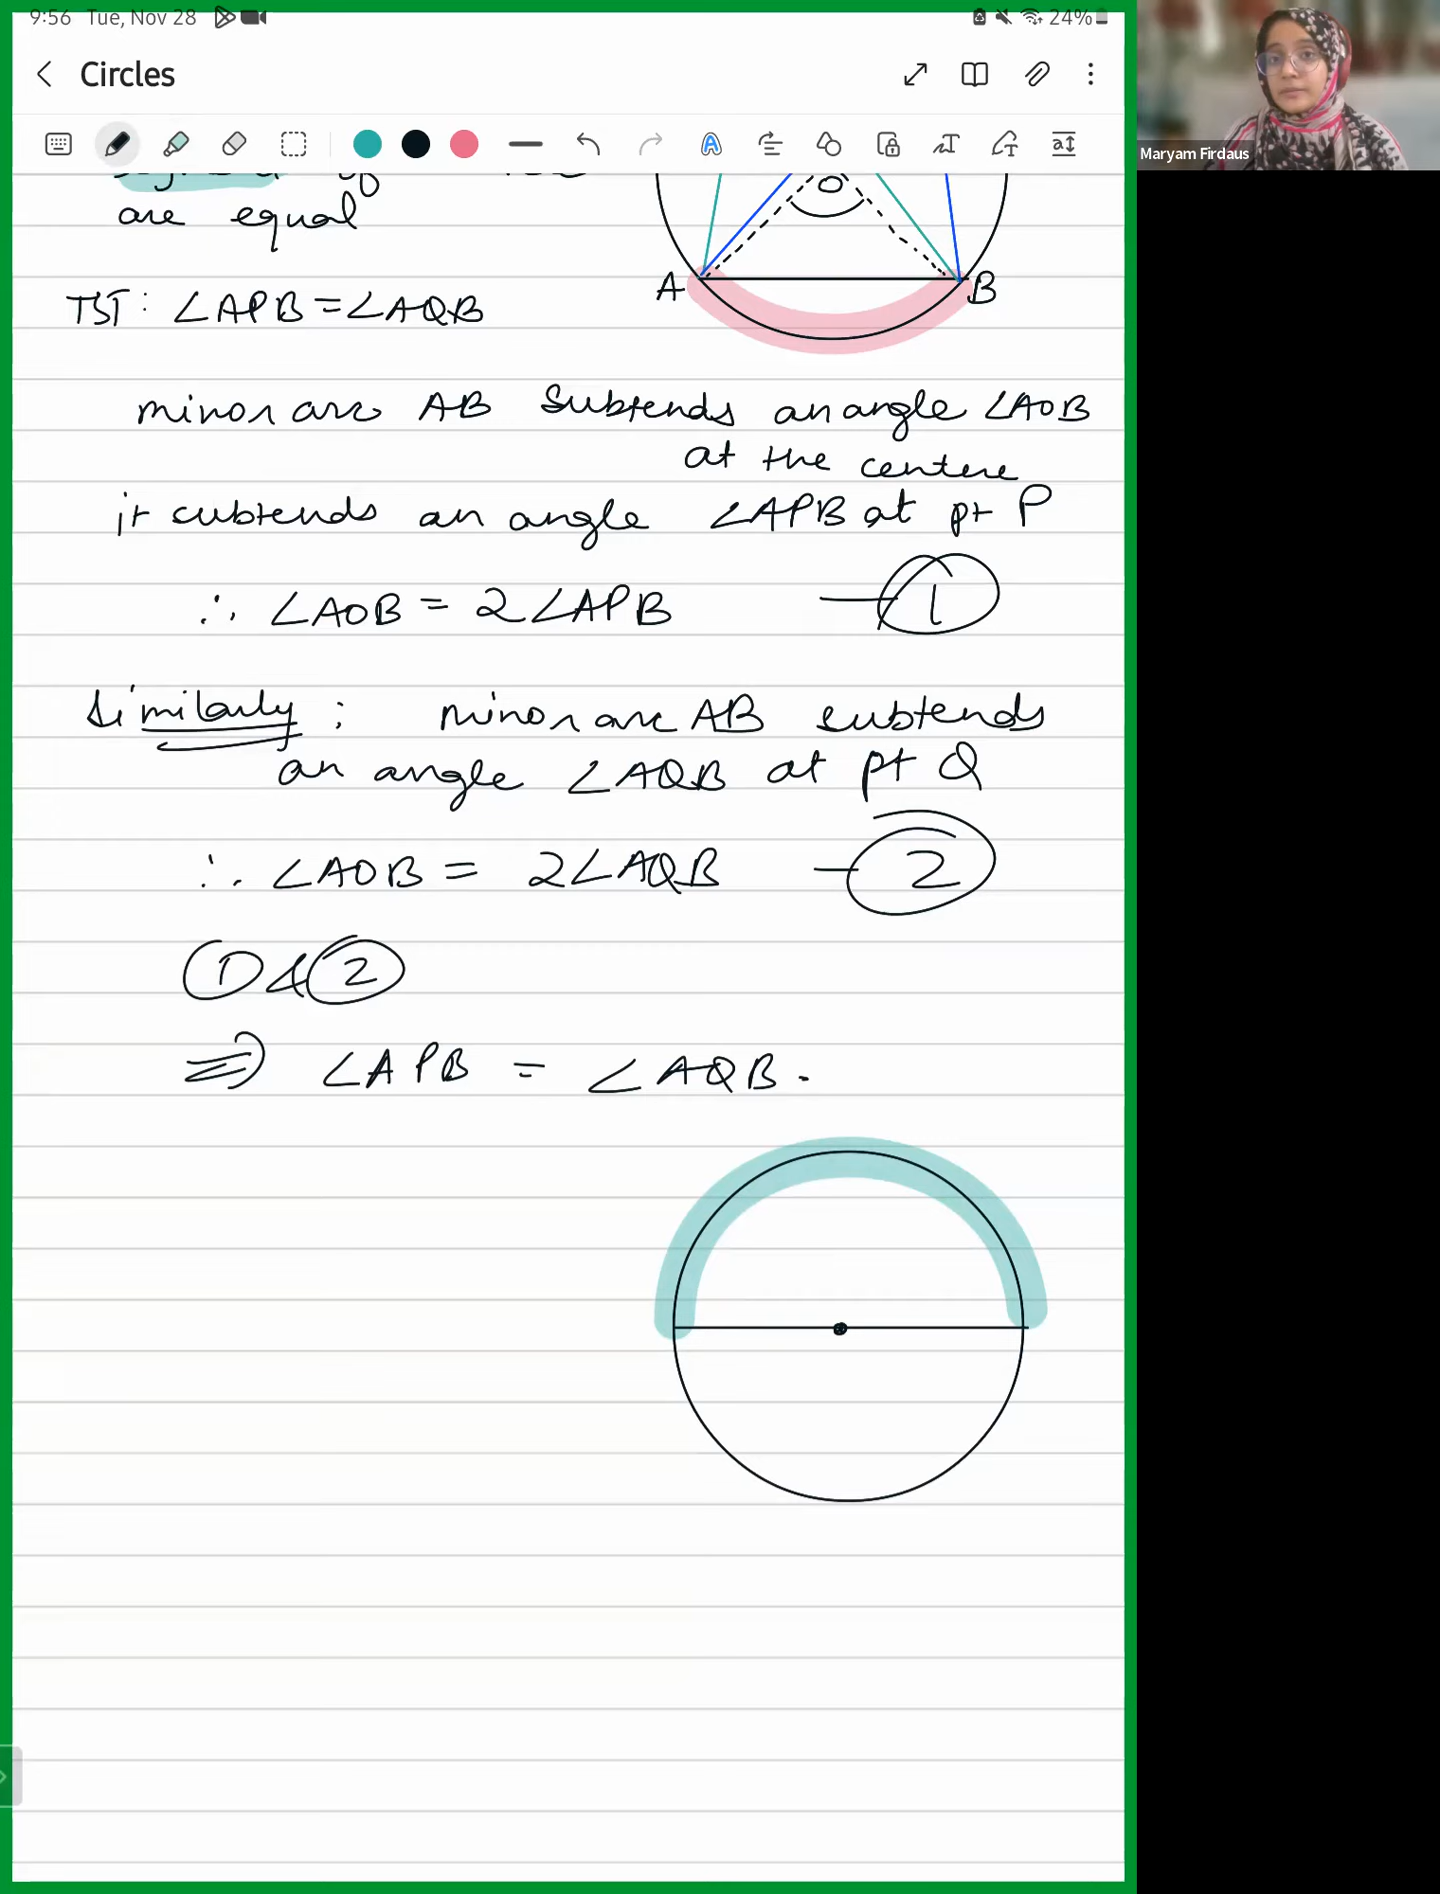 9:56 Tue, Nov 28
24%
Circles
Maryam Firdaus
are equal
O
A
B
TST: ∠APB = ∠AQB
minor arc AB subtends an angle ∠AOB
at the centre
it subtends an angle ∠APB at pt P
∴ ∠AOB = 2∠APB — 1
Similarly : minor arc AB subtends
an angle ∠AQB at pt Q
∴ ∠AOB = 2∠AQB — 2
1 & 2
⇒ ∠APB = ∠AQB.